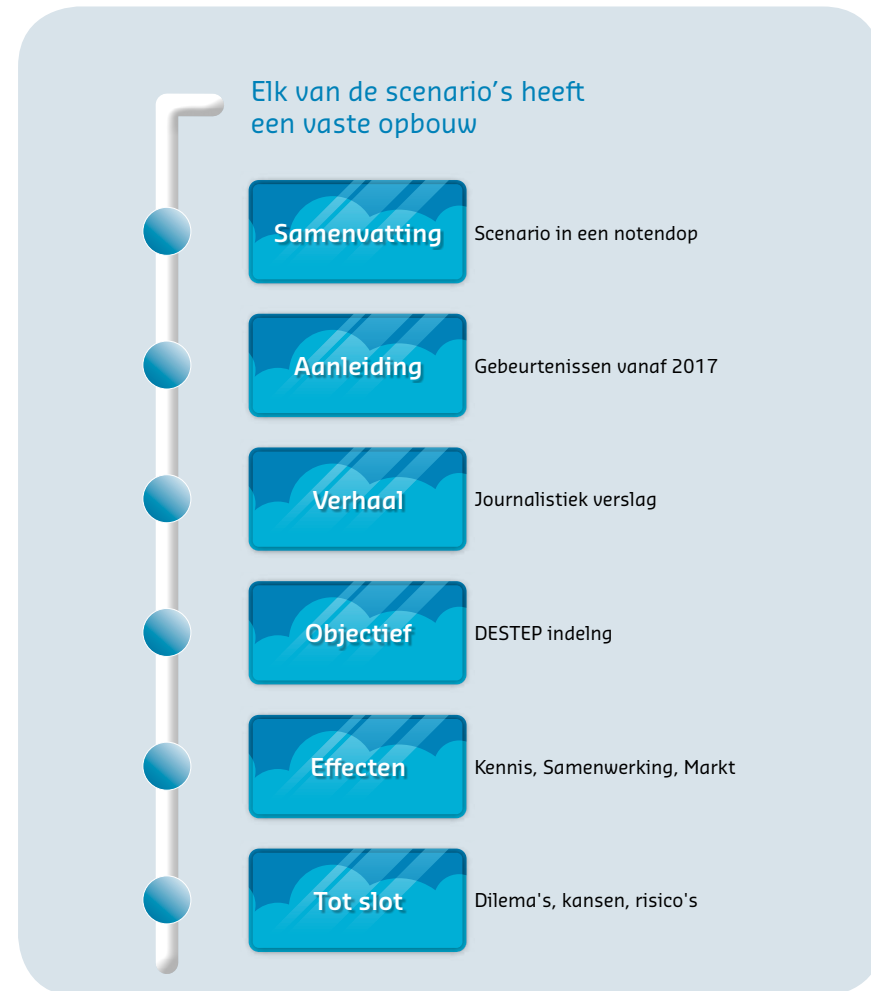 Elk van de scenario's heeft
een vaste opbouw
Samenvatting
Scenario in een notendop
Aanleiding
Gebeurtenissen vanaf 2017
Verhaal
Journalistiek verslag
Objectief
DESTEP indelng
Effecten
Kennis, Samenwerking, Markt
Tot slot
Dilema's, kansen, risico's